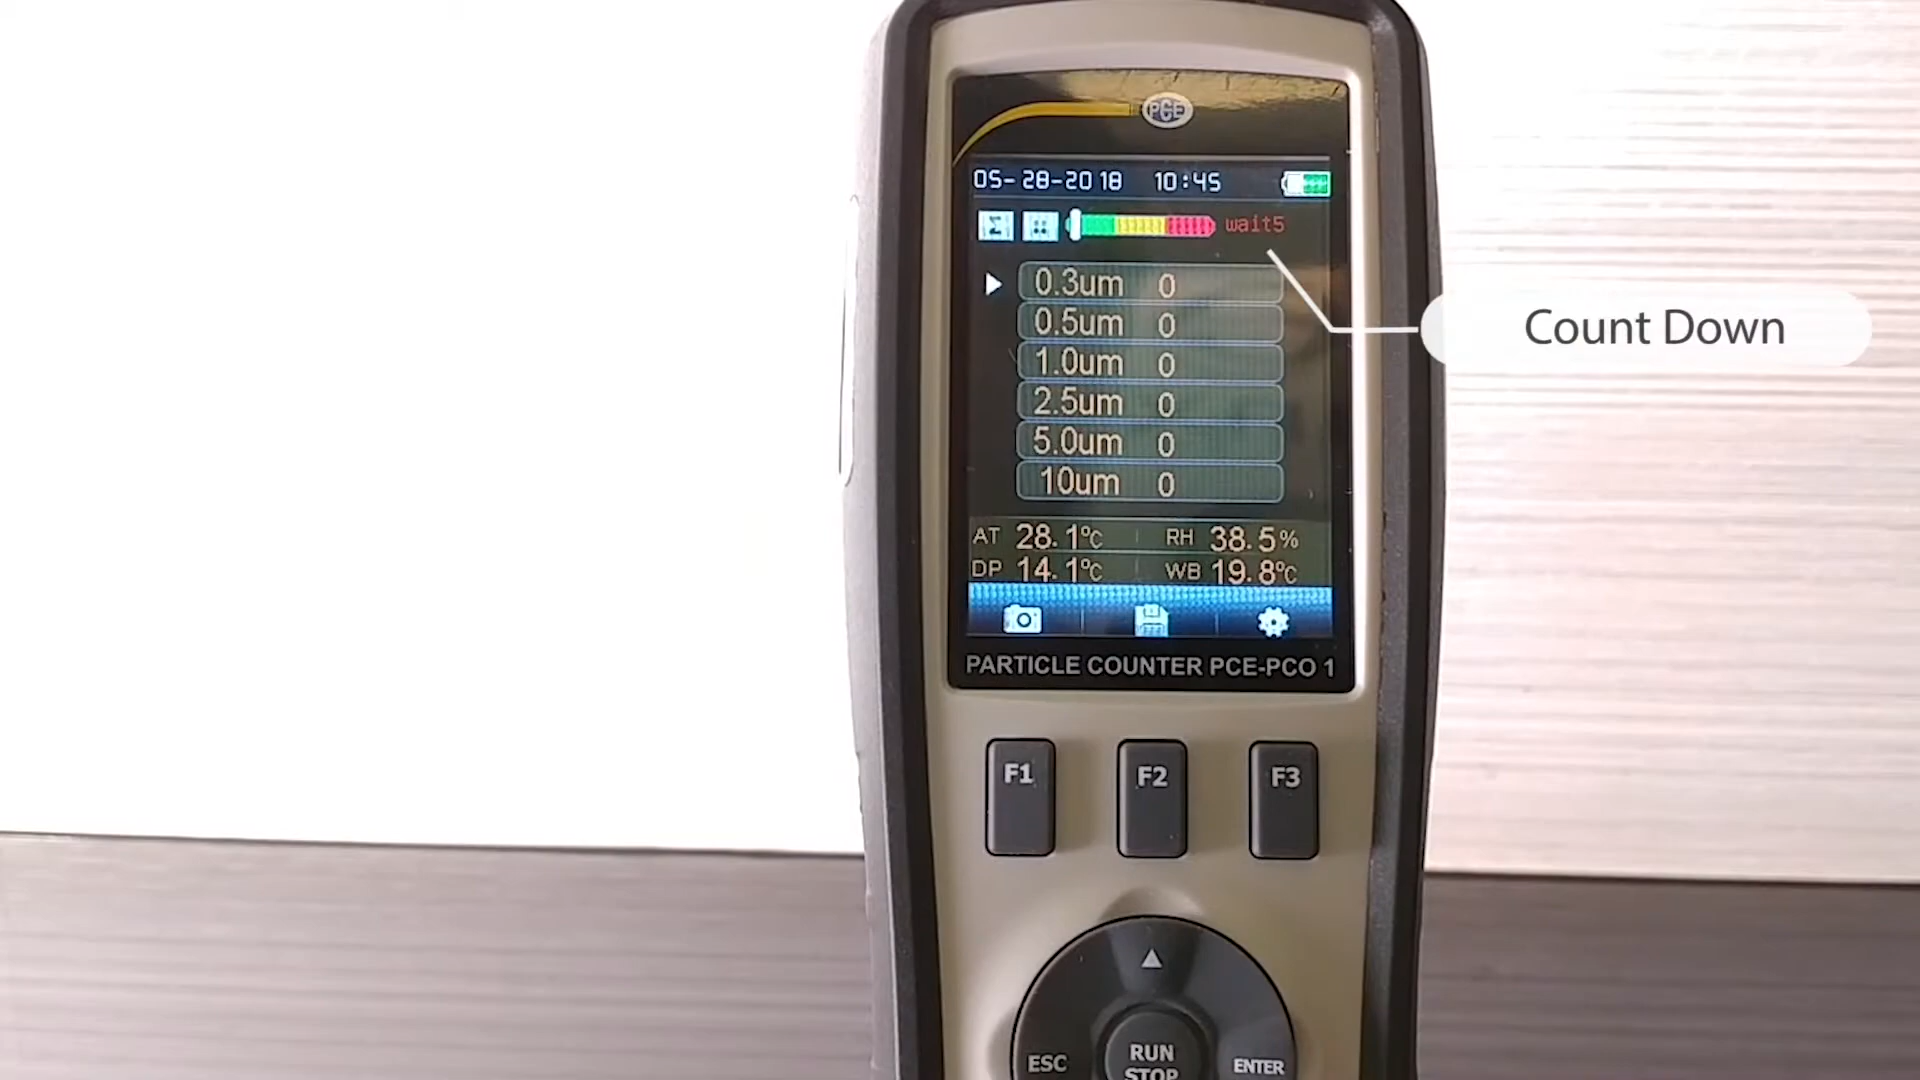 PCE
05-28-2018 10:45
Σ wait5
0.3um 0
0.5um 0
1.0um 0
2.5um 0
5.0um 0
10um 0
AT 28.1°C RH 38.5%
DP 14.1°C WB 19.8°C
PARTICLE COUNTER PCE-PCO 1
Count Down
F1 F2 F3
ESC RUN STOP ENTER